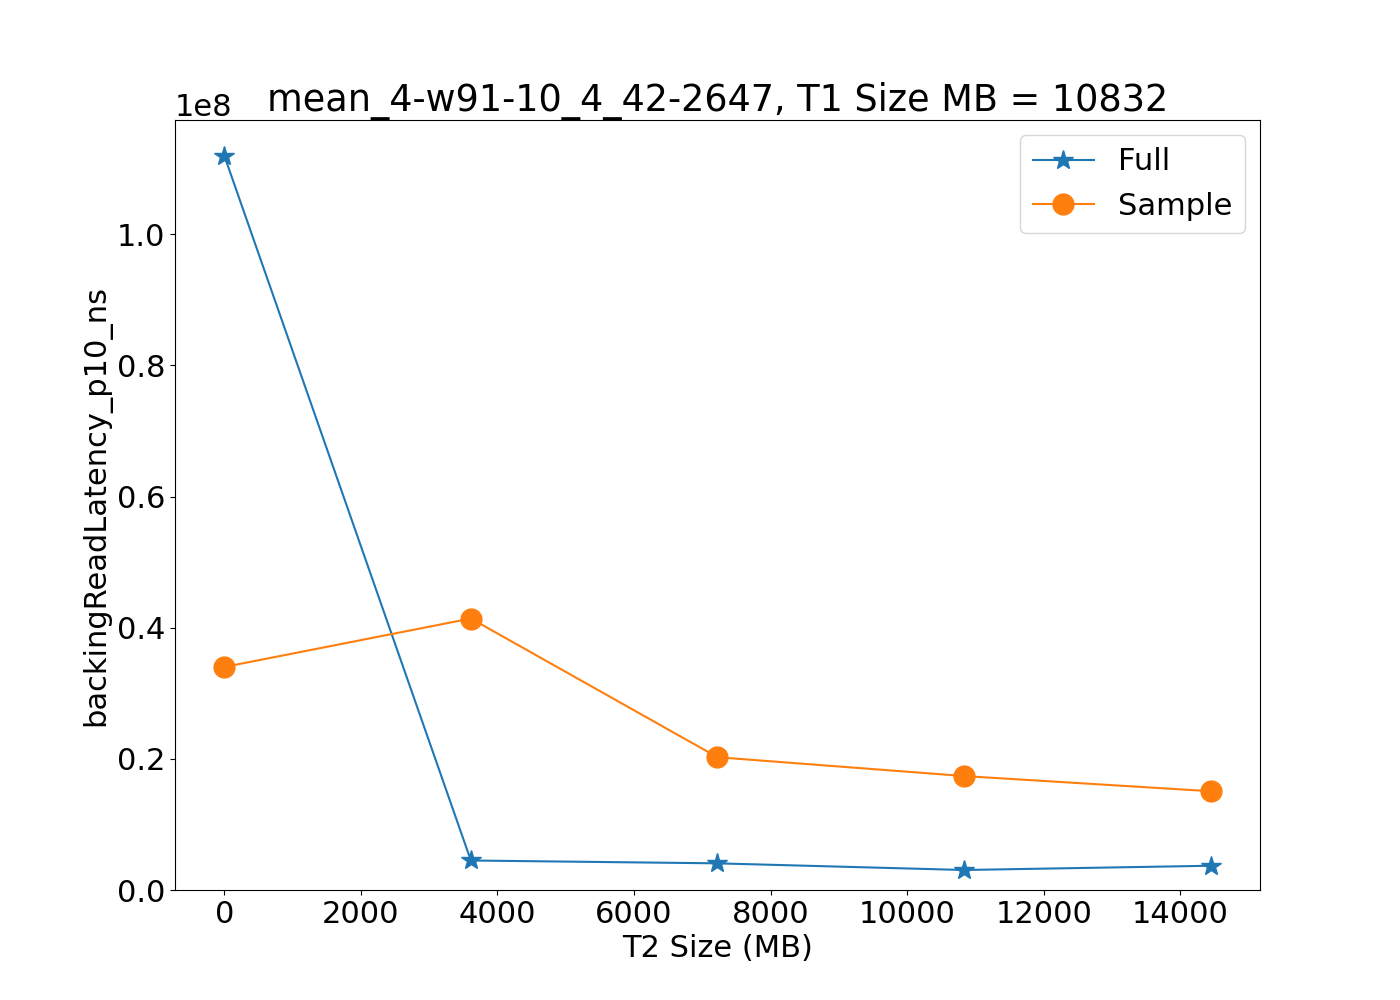 mean_4-w91-10_4_42-2647, T1 Size MB = 10832
1e8
Full
Sample
1.0
0.8
0.6
0.4
0.2
0.0
backingReadLatency_p10_ns
0 2000 4000 6000 8000 10000 12000 14000
T2 Size (MB)